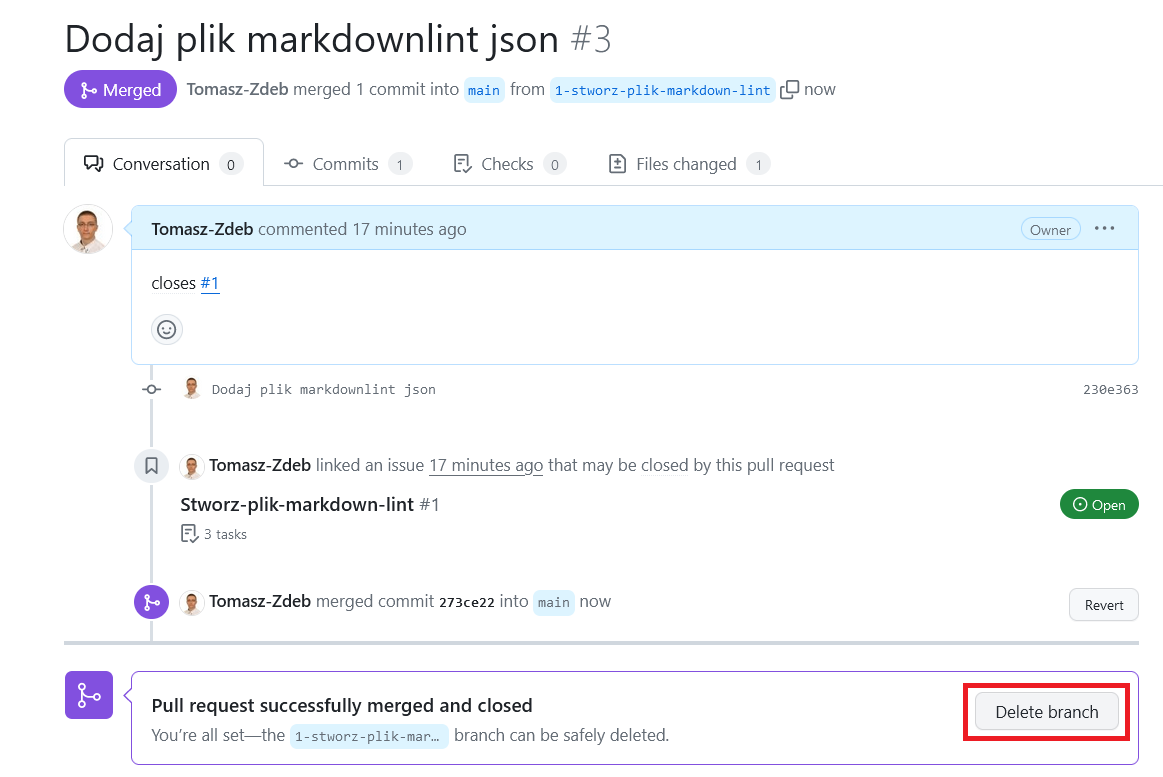 Dodaj plik markdownlint json #3
Merged Tomasz-Zdeb merged 1 commit into main from 1-stworz-plik-markdown-lint now
Conversation 0 Commits 1 Checks 0 Files changed 1
Tomasz-Zdeb commented 17 minutes ago Owner
closes #1
Dodaj plik markdownlint json 230e363
Tomasz-Zdeb linked an issue 17 minutes ago that may be closed by this pull request
Stworz-plik-markdown-lint #1 Open
3 tasks
Tomasz-Zdeb merged commit 273ce22 into main now Revert
Pull request successfully merged and closed
You’re all set—the 1-stworz-plik-mar… branch can be safely deleted.
Delete branch